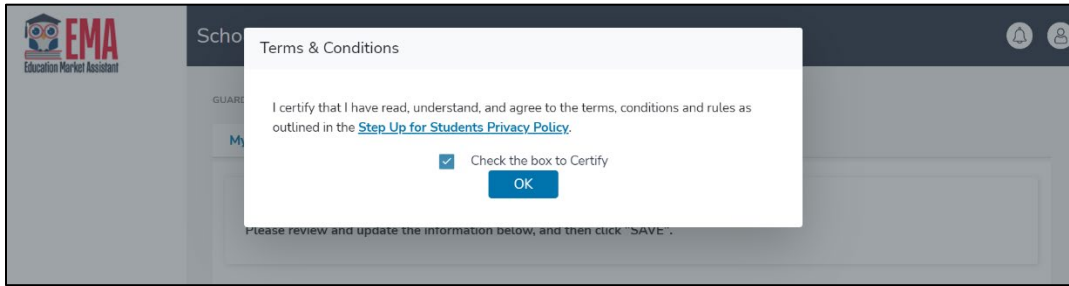 EMA
Education Market Assistant
Scho
Terms & Conditions
GUARD
I certify that I have read, understand, and agree to the terms, conditions and rules as
outlined in the Step Up for Students Privacy Policy.
My
Check the box to Certify
OK
Please review and update the information below, and then click "SAVE".